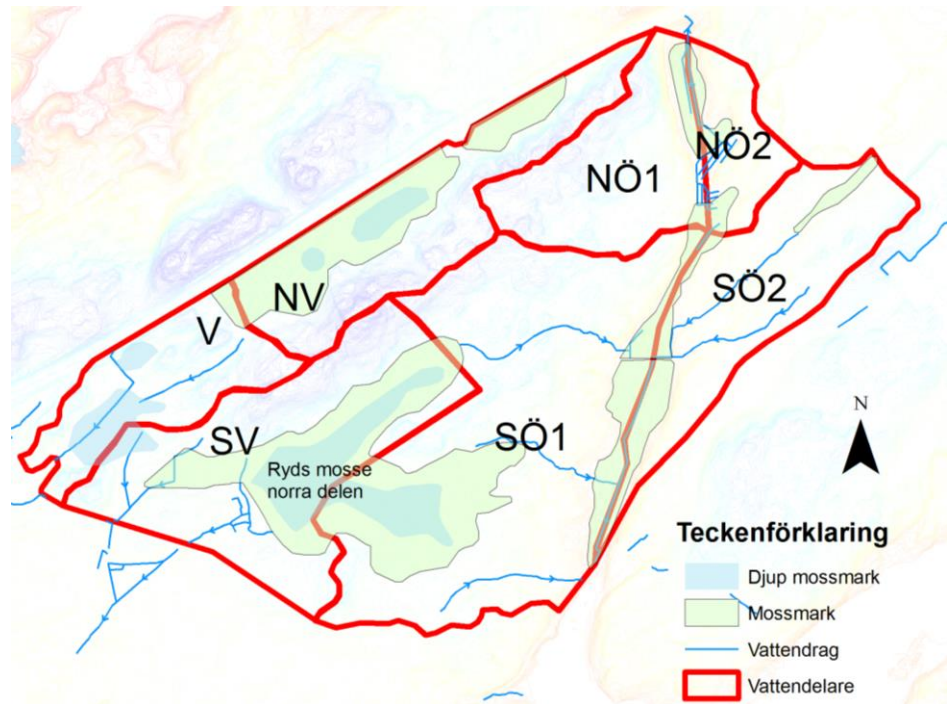 NÖ1
NÖ2
NV
SÖ2
V
SV
SÖ1
Ryds mosse
norra delen
N
Teckenförklaring
Djup mossmark
Mossmark
Vattendrag
Vattendelare